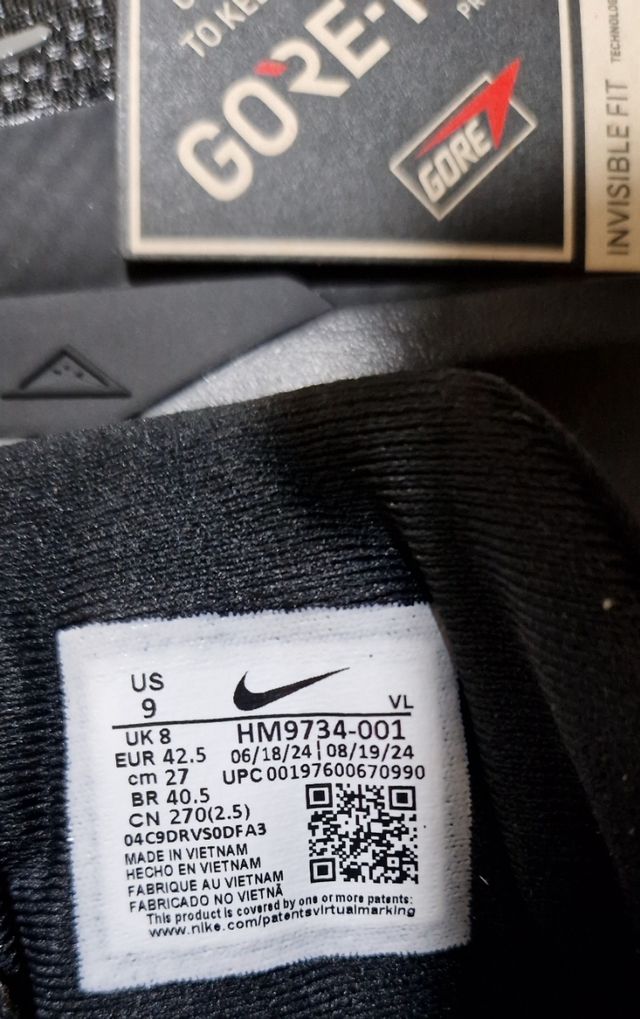 TO KEE
GORE-T
GORE
INVISIBLE FIT
TECHNOLOG
US
9
UK 8
EUR 42.5
cm 27
BR 40.5
CN 270(2.5)
04C9DRVS0DFA3
VL
HM9734-001
06/18/24 | 08/19/24
UPC 00197600670990
MADE IN VIETNAM
HECHO EN VIETNAM
FABRIQUE AU VIETNAM
FABRICADO NO VIETNÃ
This product is covered by one or more patents:
www.nike.com/patentsvirtualmarking